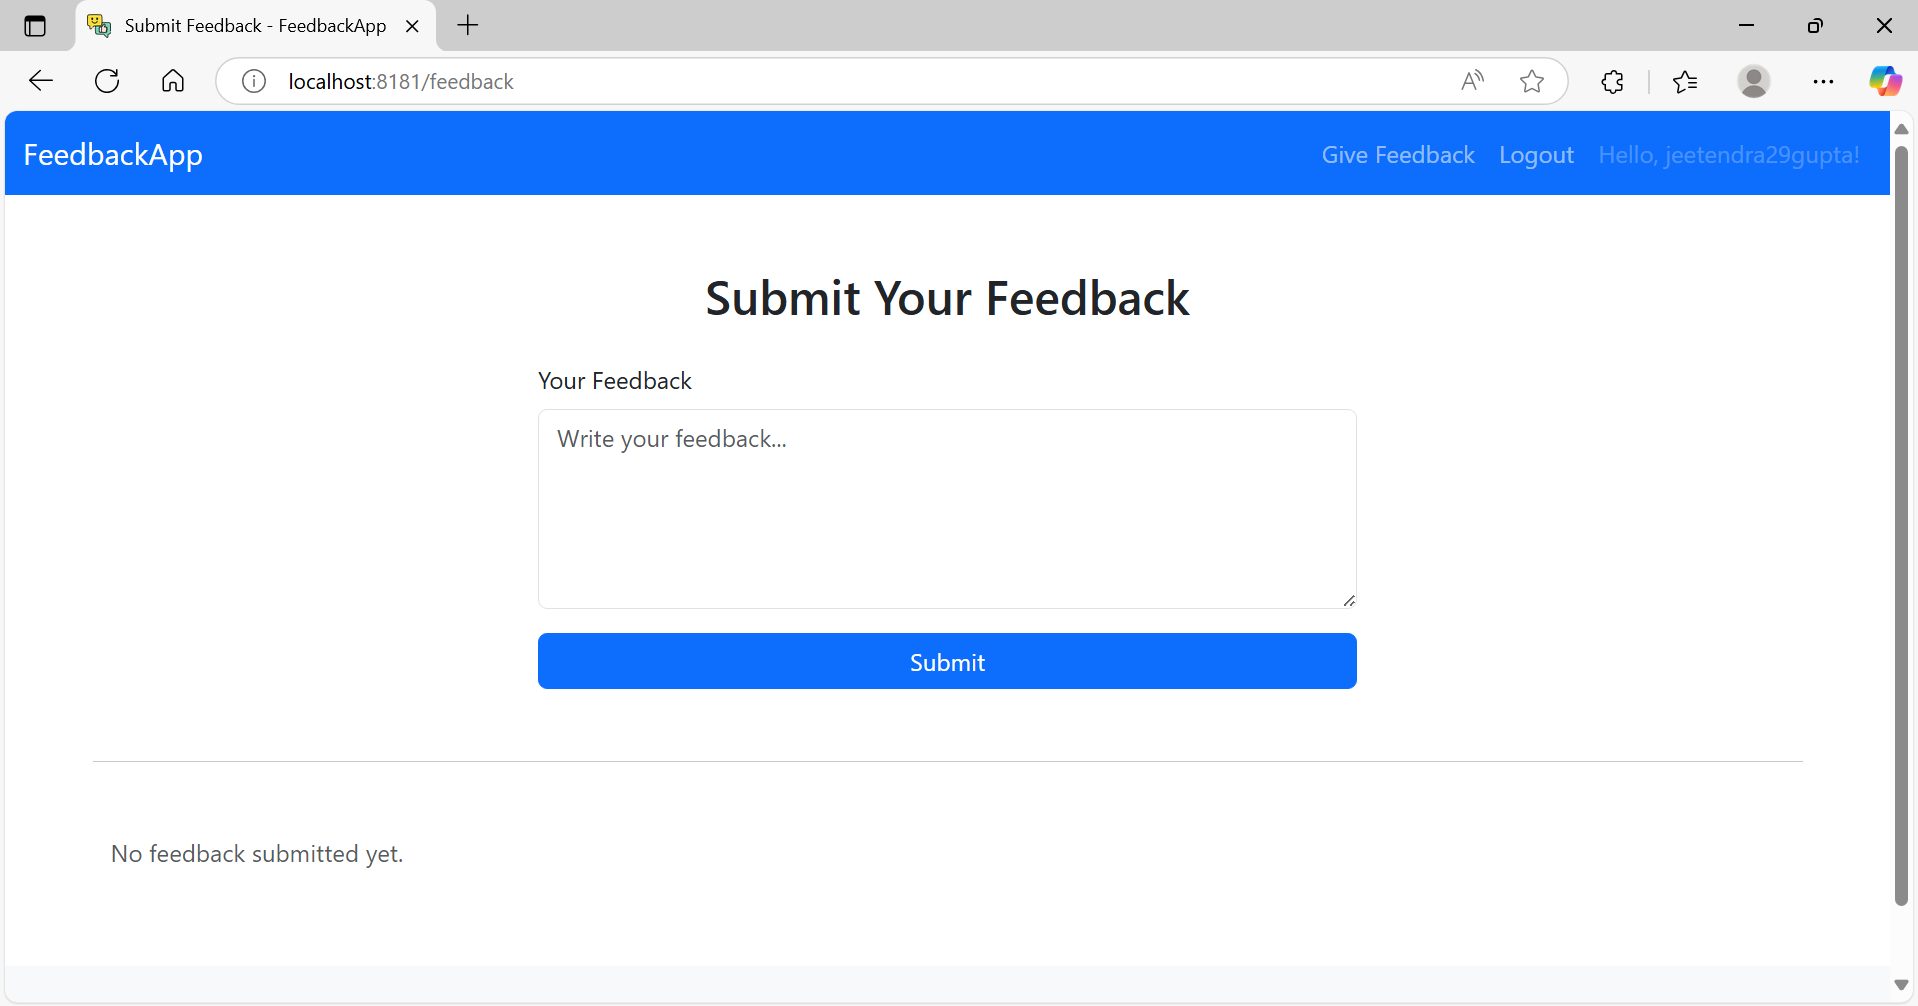 Submit Feedback - FeedbackApp
localhost:8181/feedback
FeedbackApp
Give Feedback Logout Hello, jeetendra29gupta!
Submit Your Feedback
Your Feedback
Write your feedback...
Submit
No feedback submitted yet.